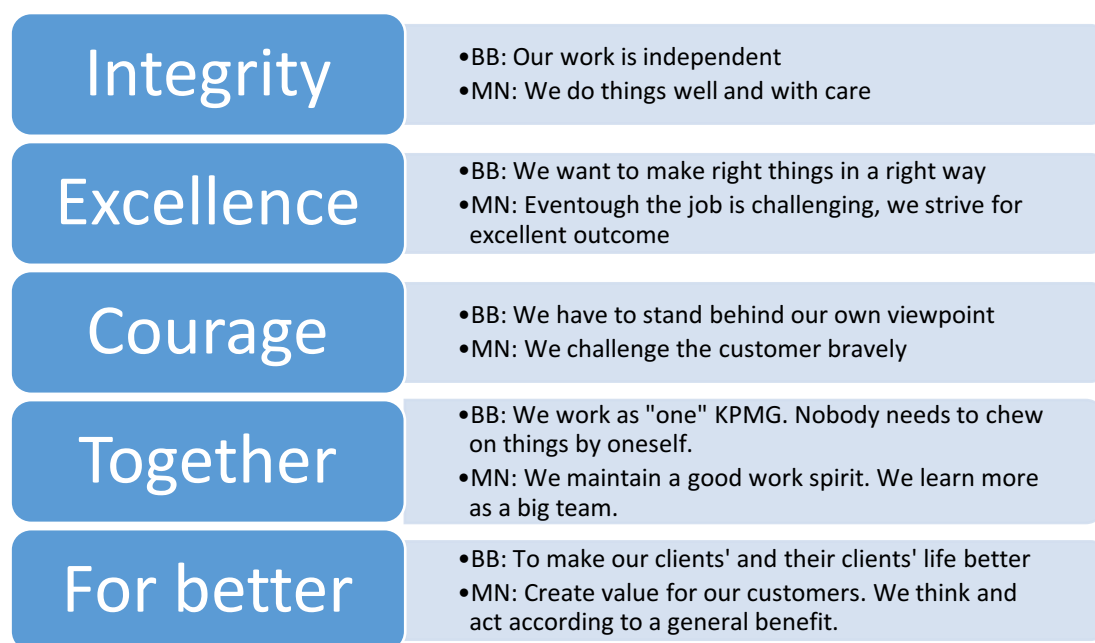 Integrity
•BB: Our work is independent
•MN: We do things well and with care
Excellence
•BB: We want to make right things in a right way
•MN: Eventough the job is challenging, we strive for
excellent outcome
Courage
•BB: We have to stand behind our own viewpoint
•MN: We challenge the customer bravely
Together
•BB: We work as "one" KPMG. Nobody needs to chew
on things by oneself.
•MN: We maintain a good work spirit. We learn more
as a big team.
For better
•BB: To make our clients' and their clients' life better
•MN: Create value for our customers. We think and
act according to a general benefit.